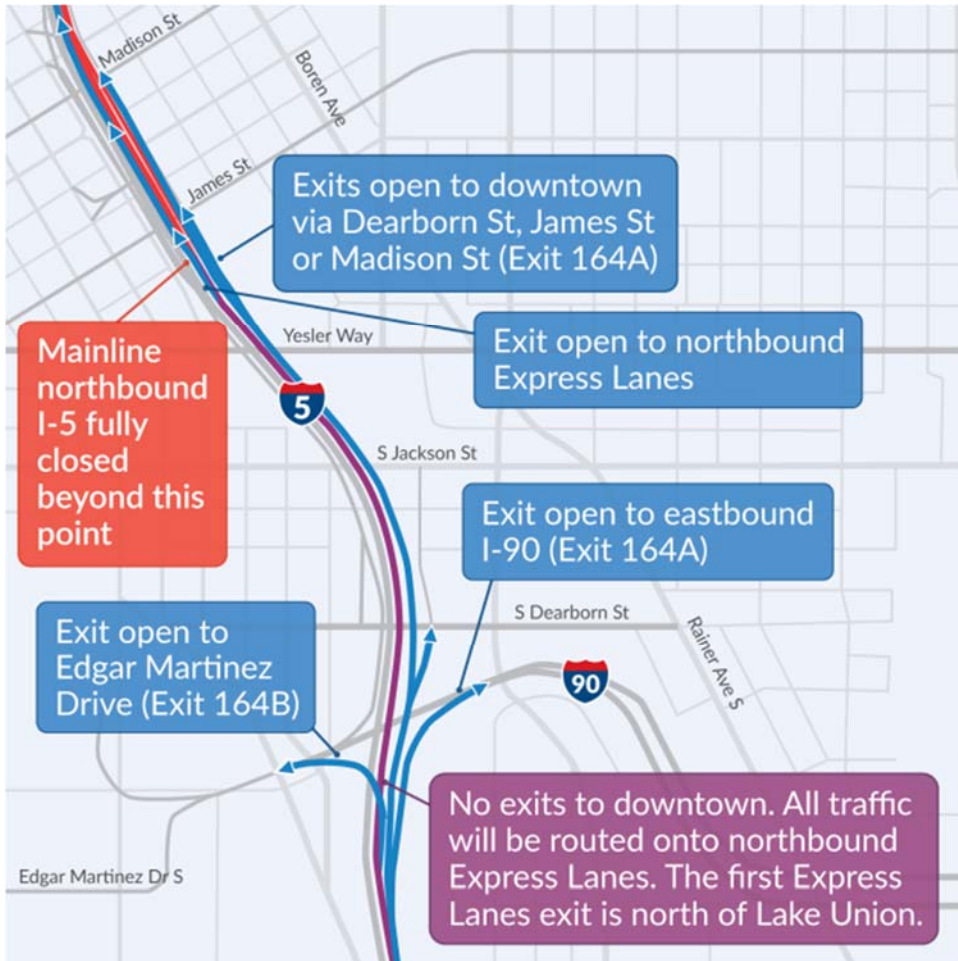 Madison St
Boren Ave
James St
Exits open to downtown
via Dearborn St, James St
or Madison St (Exit 164A)
Exit open to northbound
Express Lanes
Yesler Way
Mainline
northbound
I-5 fully
closed
beyond this
point
5
S Jackson St
Exit open to eastbound
I-90 (Exit 164A)
S Dearborn St
Rainer Ave S
Exit open to
Edgar Martinez
Drive (Exit 164B)
90
No exits to downtown. All traffic
will be routed onto northbound
Express Lanes. The first Express
Lanes exit is north of Lake Union.
Edgar Martinez Dr S